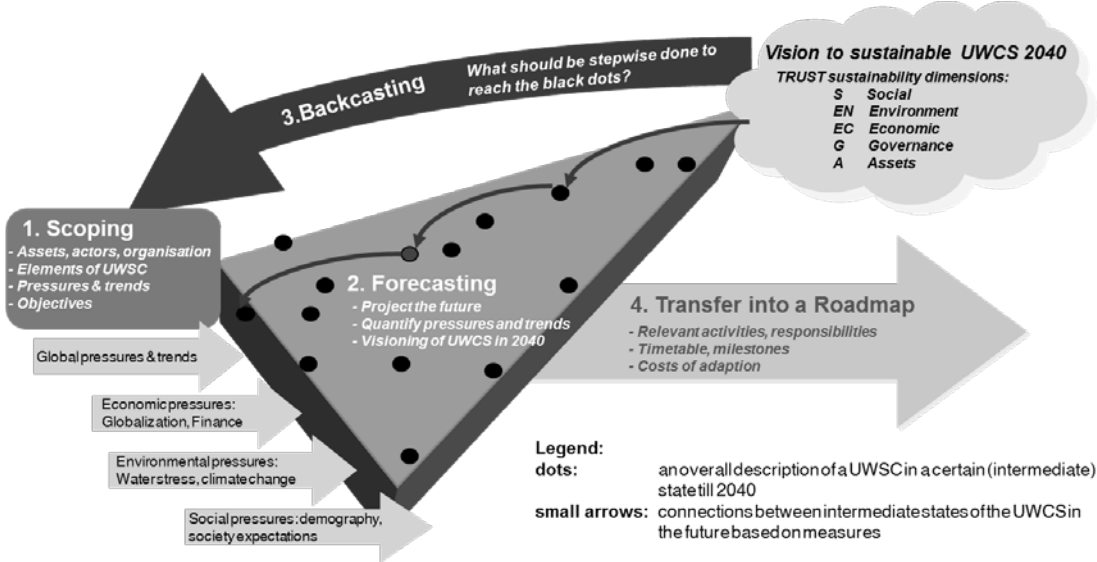 Vision to sustainable UWCS 2040
TRUST sustainability dimensions:
S Social
EN Environment
EC Economic
G Governance
A Assets
3.Backcasting
What should be stepwise done to
reach the black dots?
1. Scoping
- Assets, actors, organisation
- Elements of UWSC
- Pressures & trends
- Objectives
2. Forecasting
- Project the future
- Quantify pressures and trends
- Visioning of UWCS in 2040
4. Transfer into a Roadmap
- Relevant activities, responsibilities
- Timetable, milestones
- Costs of adaption
Global pressures & trends
Economic pressures:
Globalization, Finance
Environmental pressures:
Water stress, climate change
Social pressures: demography,
society expectations
Legend:
dots: an overall description of a UWSC in a certain (intermediate)
state till 2040
small arrows: connections between intermediate states of the UWCS in
the future based on measures